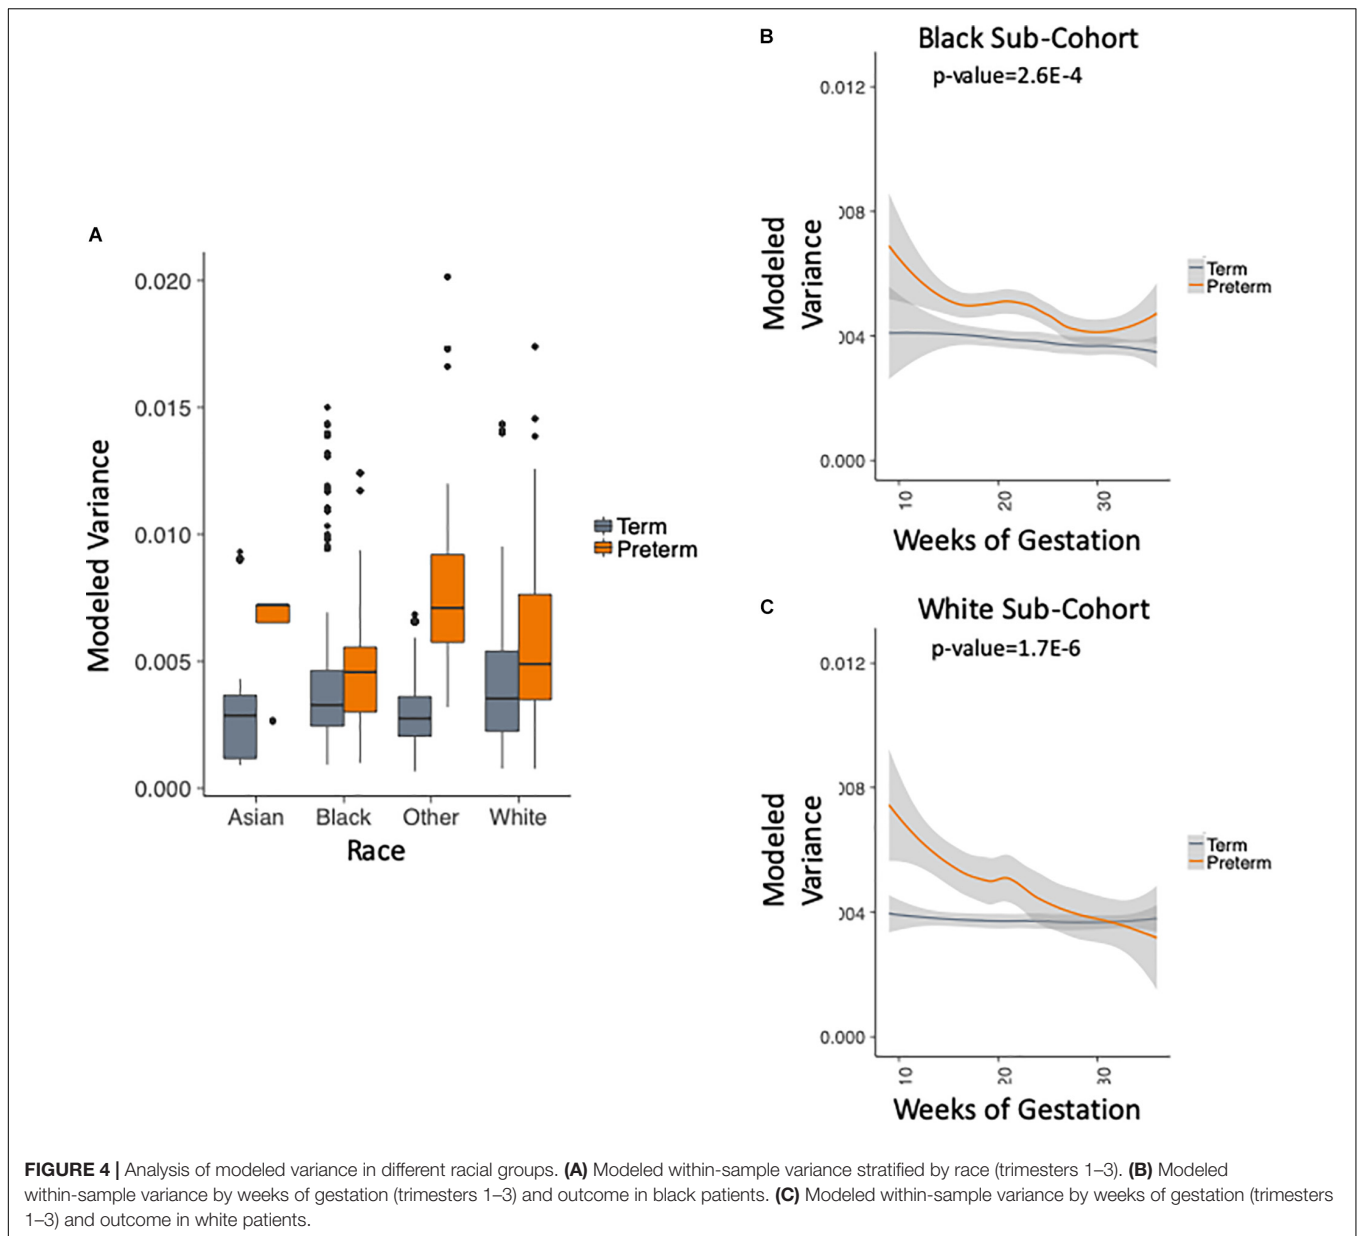 A
0.020
0.015
0.010
0.005
0.000
Modeled Variance
Asian Black Other White
Race
Term
Preterm
B
Black Sub-Cohort
p-value=2.6E-4
0.012
008
004
0.000
Modeled
Variance
10 20 30
Weeks of Gestation
Term
Preterm
C
White Sub-Cohort
p-value=1.7E-6
0.012
008
004
0.000
Modeled
Variance
10 20 30
Weeks of Gestation
Term
Preterm
FIGURE 4 | Analysis of modeled variance in different racial groups. (A) Modeled within-sample variance stratified by race (trimesters 1–3). (B) Modeled
within-sample variance by weeks of gestation (trimesters 1–3) and outcome in black patients. (C) Modeled within-sample variance by weeks of gestation (trimesters
1–3) and outcome in white patients.